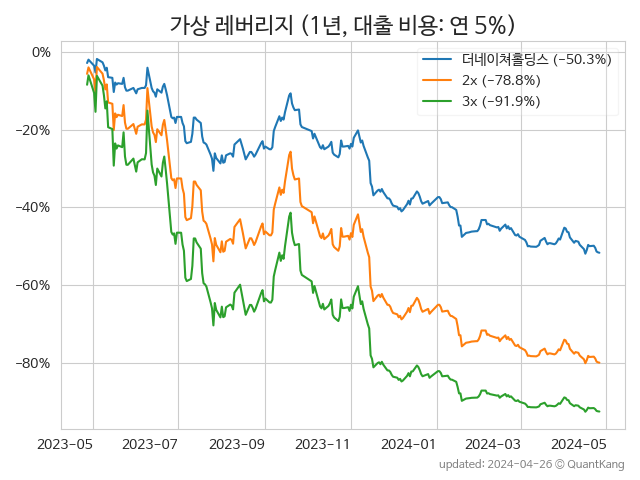 가상 레버리지 (1년, 대출 비용: 연 5%)
더네이쳐홀딩스 (−50.3%)
2x (−78.8%)
3x (−91.9%)
0%
−20%
−40%
−60%
−80%
2023-05 2023-07 2023-09 2023-11 2024-01 2024-03 2024-05
updated: 2024-04-26 © QuantKang